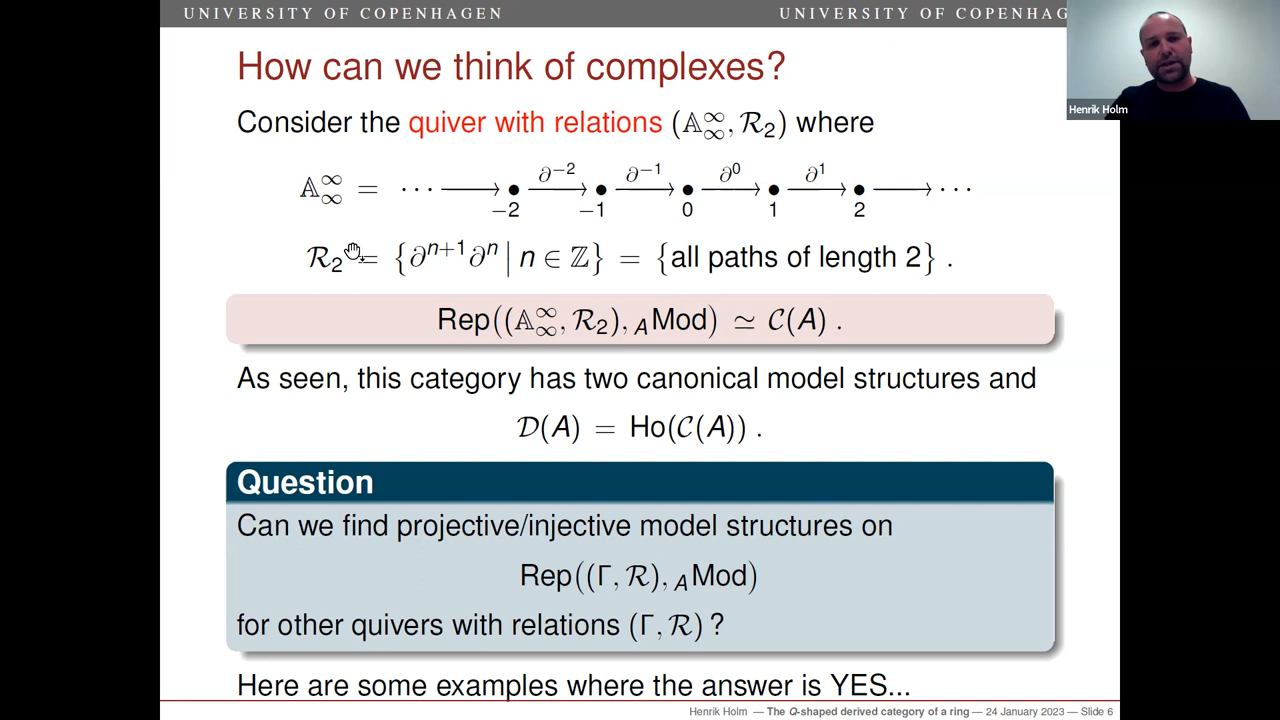 UNIVERSITY OF COPENHAGEN
UNIVERSITY OF COPENHAG
How can we think of complexes?
Henrik Holm
Consider the quiver with relations (𝔸^∞_∞, ℛ₂) where
𝔸^∞_∞ = ⋯ ⟶ • ⟶ • ⟶ • ⟶ • ⟶ • ⟶ ⋯
∂⁻² ∂⁻¹ ∂⁰ ∂¹
−2 −1 0 1 2
ℛ₂ = {∂ⁿ⁺¹∂ⁿ | n ∈ ℤ} = {all paths of length 2} .
Rep((𝔸^∞_∞, ℛ₂), _A Mod) ≃ 𝒞(A) .
As seen, this category has two canonical model structures and
𝒟(A) = Ho(𝒞(A)) .
Question
Can we find projective/injective model structures on
Rep((Γ, ℛ), _A Mod)
for other quivers with relations (Γ, ℛ) ?
Here are some examples where the answer is YES...
Henrik Holm — The Q-shaped derived category of a ring — 24 January 2023 — Slide 6